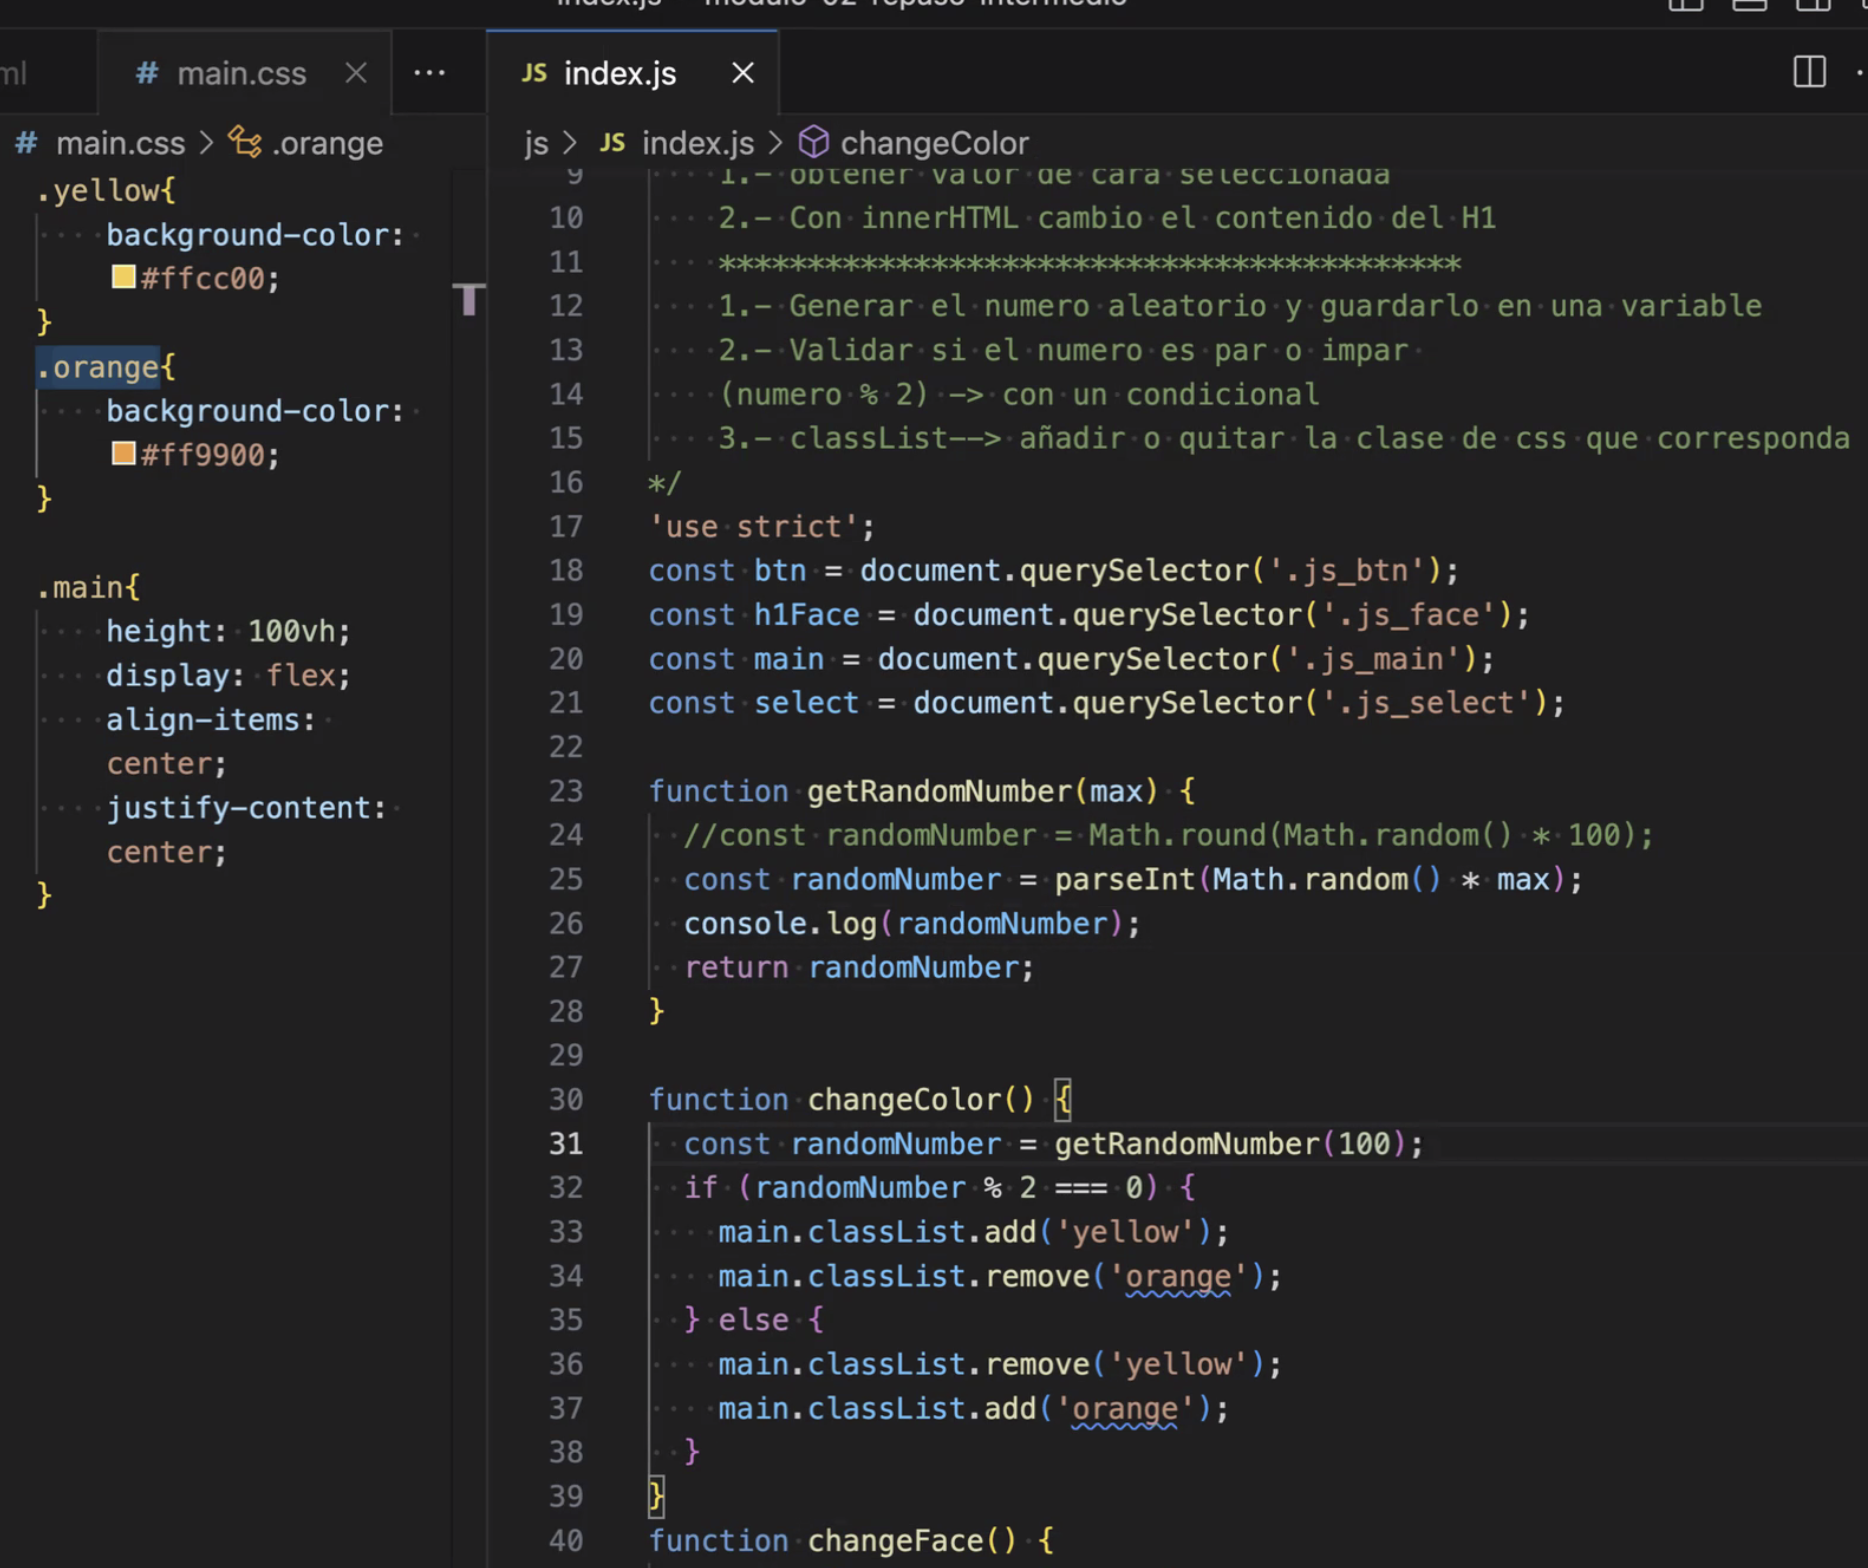 index.js — modulo-02-repaso-intermedio
ml
# main.css
JS index.js
# main.css > .orange
js > JS index.js > changeColor
.yellow{
background-color:
#ffcc00;
}
.orange{
background-color:
#ff9900;
}
.main{
height: 100vh;
display: flex;
align-items:
center;
justify-content:
center;
}
T
9 1.- obtener valor de cara seleccionada
10 2.- Con innerHTML cambio el contenido del H1
11 ******************************************
12 1.- Generar el numero aleatorio y guardarlo en una variable
13 2.- Validar si el numero es par o impar
14 (numero % 2) -> con un condicional
15 3.- classList--> añadir o quitar la clase de css que corresponda
16 */
17 'use strict';
18 const btn = document.querySelector('.js_btn');
19 const h1Face = document.querySelector('.js_face');
20 const main = document.querySelector('.js_main');
21 const select = document.querySelector('.js_select');
22
23 function getRandomNumber(max) {
24 //const randomNumber = Math.round(Math.random() * 100);
25 const randomNumber = parseInt(Math.random() * max);
26 console.log(randomNumber);
27 return randomNumber;
28 }
29
30 function changeColor() {
31 const randomNumber = getRandomNumber(100);
32 if (randomNumber % 2 === 0) {
33 main.classList.add('yellow');
34 main.classList.remove('orange');
35 } else {
36 main.classList.remove('yellow');
37 main.classList.add('orange');
38 }
39 }
40 function changeFace() {